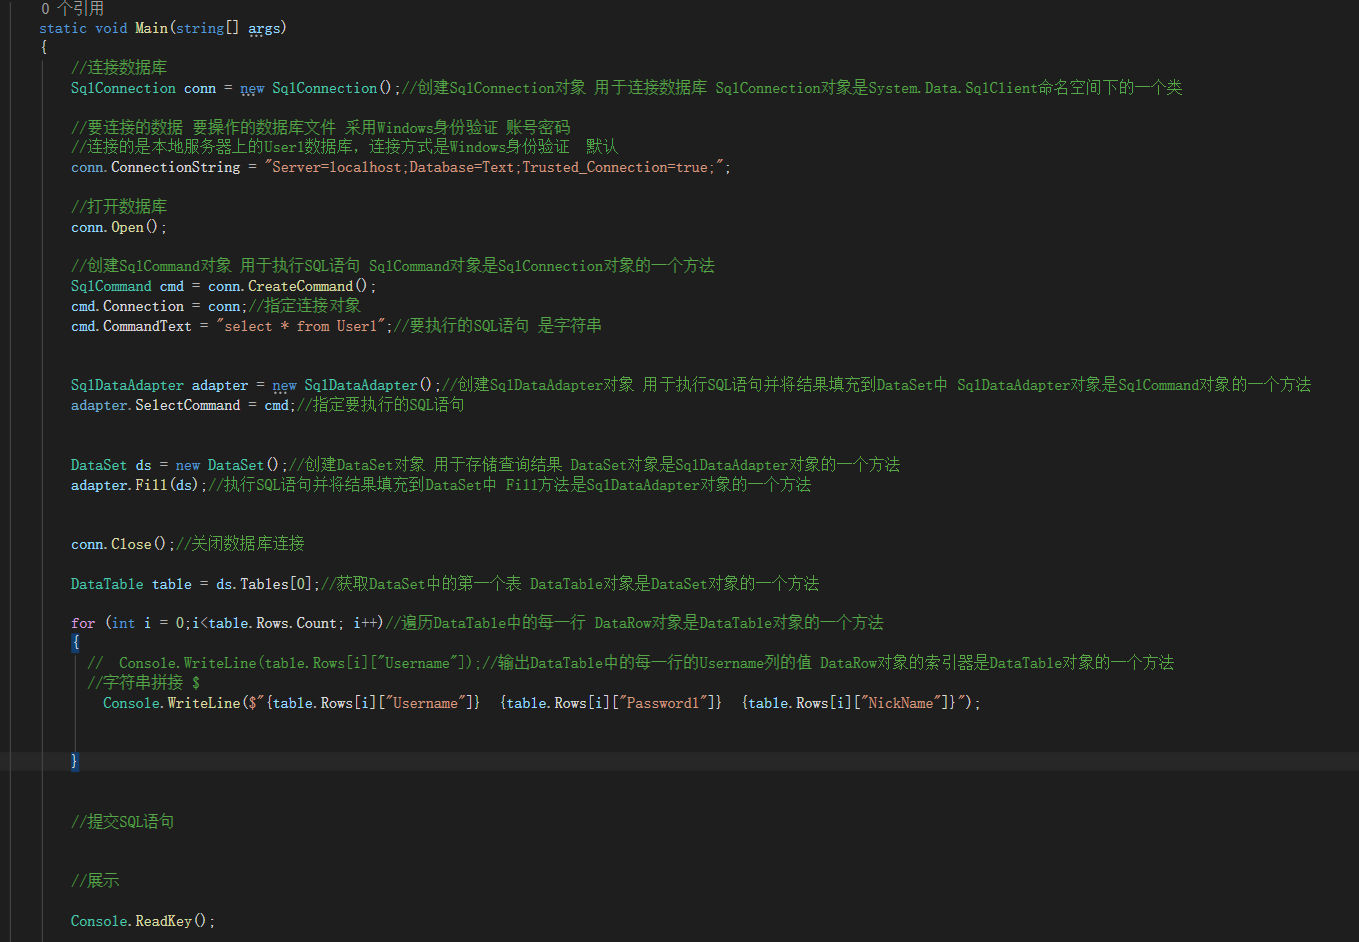 0 个引用
static void Main(string[] args)
{
//连接数据库
SqlConnection conn = new SqlConnection();//创建SqlConnection对象 用于连接数据库 SqlConnection对象是System.Data.SqlClient命名空间下的一个类
//要连接的数据 要操作的数据库文件 采用Windows身份验证 账号密码
//连接的是本地服务器上的User1数据库，连接方式是Windows身份验证  默认
conn.ConnectionString = "Server=localhost;Database=Text;Trusted_Connection=true;";
//打开数据库
conn.Open();
//创建SqlCommand对象 用于执行SQL语句 SqlCommand对象是SqlConnection对象的一个方法
SqlCommand cmd = conn.CreateCommand();
cmd.Connection = conn;//指定连接对象
cmd.CommandText = "select * from User1";//要执行的SQL语句 是字符串
SqlDataAdapter adapter = new SqlDataAdapter();//创建SqlDataAdapter对象 用于执行SQL语句并将结果填充到DataSet中 SqlDataAdapter对象是SqlCommand对象的一个方法
adapter.SelectCommand = cmd;//指定要执行的SQL语句
DataSet ds = new DataSet();//创建DataSet对象 用于存储查询结果 DataSet对象是SqlDataAdapter对象的一个方法
adapter.Fill(ds);//执行SQL语句并将结果填充到DataSet中 Fill方法是SqlDataAdapter对象的一个方法
conn.Close();//关闭数据库连接
DataTable table = ds.Tables[0];//获取DataSet中的第一个表 DataTable对象是DataSet对象的一个方法
for (int i = 0;i<table.Rows.Count; i++)//遍历DataTable中的每一行 DataRow对象是DataTable对象的一个方法
{
//  Console.WriteLine(table.Rows[i]["Username"]);//输出DataTable中的每一行的Username列的值 DataRow对象的索引器是DataTable对象的一个方法
//字符串拼接 $
Console.WriteLine($"{table.Rows[i]["Username"]}  {table.Rows[i]["Password1"]}  {table.Rows[i]["NickName"]}");
}
//提交SQL语句
//展示
Console.ReadKey();